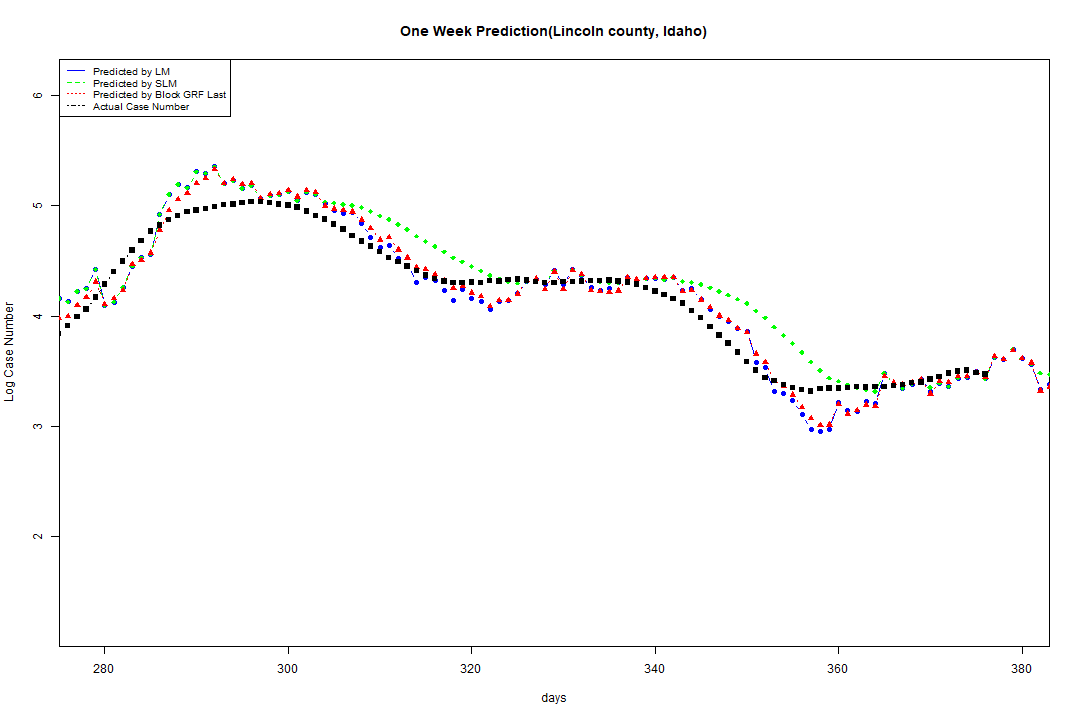 One Week Prediction(Lincoln county, Idaho)
Predicted by LM
Predicted by SLM
Predicted by Block GRF Last
Actual Case Number
6
5
4
3
2
Log Case Number
280 300 320 340 360 380
days